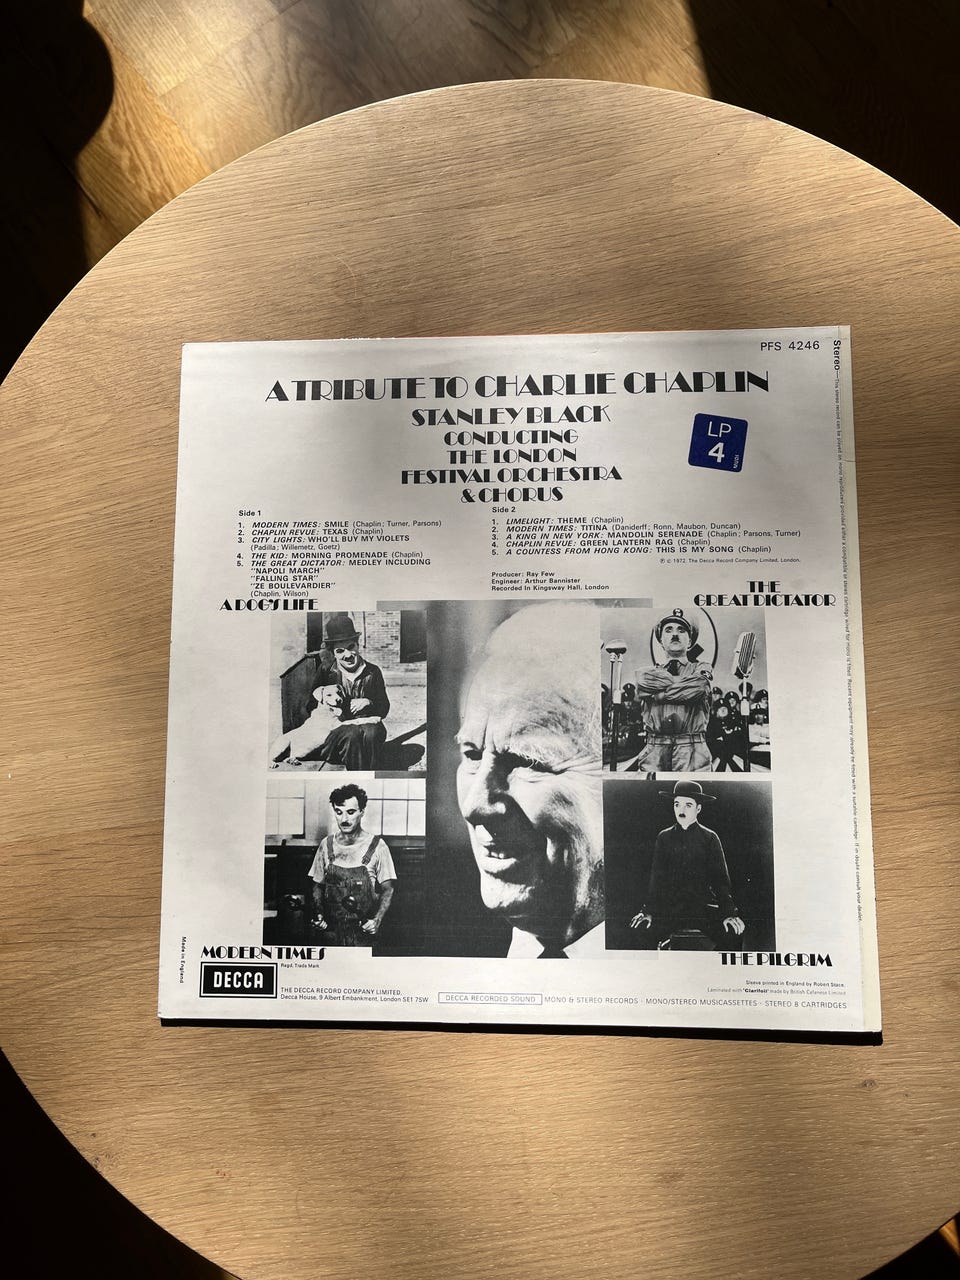 PFS 4246
A TRIBUTE TO CHARLIE CHAPLIN
STANLEY BLACK
CONDUCTING
THE LONDON
FESTIVAL ORCHESTRA
& CHORUS
LP
4
Side 1
1. MODERN TIMES: SMILE (Chaplin; Turner, Parsons)
2. CHAPLIN REVUE: TEXAS (Chaplin)
3. CITY LIGHTS: WHO'LL BUY MY VIOLETS
(Padilla; Willemetz, Goetz)
4. THE KID: MORNING PROMENADE (Chaplin)
5. THE GREAT DICTATOR: MEDLEY INCLUDING
"NAPOLI MARCH"
"FALLING STAR"
"ZE BOULEVARDIER"
(Chaplin, Wilson)
Side 2
1. LIMELIGHT: THEME (Chaplin)
2. MODERN TIMES: TITINA (Daniderff; Ronn, Maubon, Duncan)
3. A KING IN NEW YORK: MANDOLIN SERENADE (Chaplin; Parsons, Turner)
4. CHAPLIN REVUE: GREEN LANTERN RAG (Chaplin)
5. A COUNTESS FROM HONG KONG: THIS IS MY SONG (Chaplin)
℗ © 1972, The Decca Record Company Limited, London.
Producer: Ray Few
Engineer: Arthur Bannister
Recorded In Kingsway Hall, London
A DOG'S LIFE
THE
GREAT DICTATOR
MODERN TIMES
THE PILGRIM
Made in England
DECCA
Regd. Trade Mark
THE DECCA RECORD COMPANY LIMITED,
Decca House, 9 Albert Embankment, London SE1 7SW
DECCA RECORDED SOUND MONO & STEREO RECORDS · MONO/STEREO MUSICASSETTES · STEREO 8 CARTRIDGES
Sleeve printed in England by Robert Stace
Laminated with 'Clarifoil' made by British Celanese Limited
Stereo